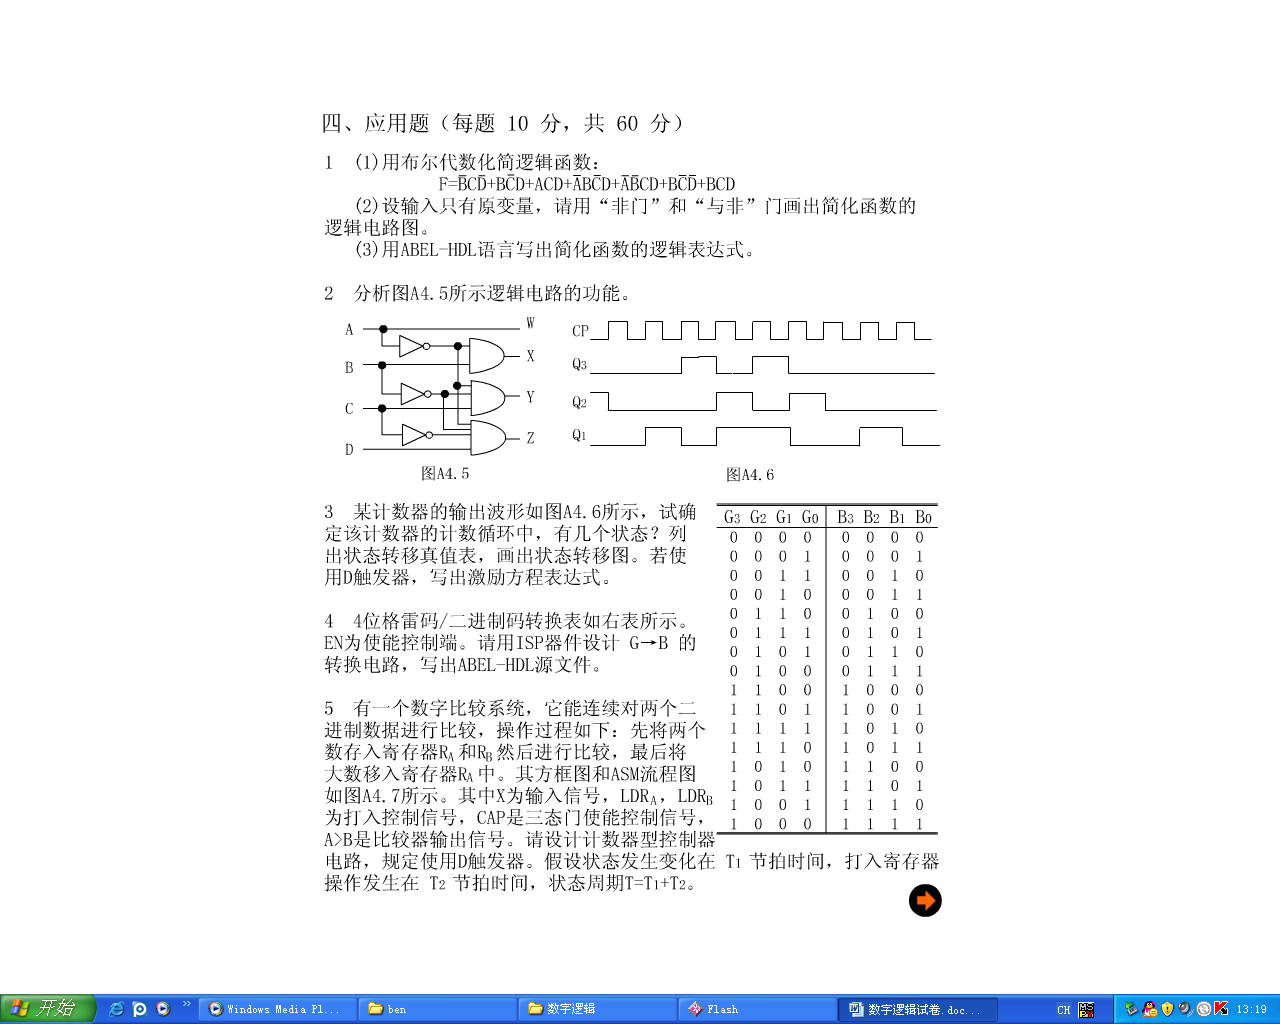 四、应用题（每题 10 分，共 60 分）
1 (1)用布尔代数化简逻辑函数：
F=B̅CD̅+BC̅D+ACD+A̅BC̅D+A̅B̅CD+BC̅D̅+BCD
(2)设输入只有原变量，请用“非门”和“与非”门画出简化函数的
逻辑电路图。
(3)用ABEL-HDL语言写出简化函数的逻辑表达式。
2 分析图A4.5所示逻辑电路的功能。
A
B
C
D
W
X
Y
Z
图A4.5
CP
Q3
Q2
Q1
图A4.6
3 某计数器的输出波形如图A4.6所示，试确
定该计数器的计数循环中，有几个状态？列
出状态转移真值表，画出状态转移图。若使
用D触发器，写出激励方程表达式。
4 4位格雷码/二进制码转换表如右表所示。
EN为使能控制端。请用ISP器件设计 G→B 的
转换电路，写出ABEL-HDL源文件。
G3 G2 G1 G0 B3 B2 B1 B0
0 0 0 0 0 0 0 0
0 0 0 1 0 0 0 1
0 0 1 1 0 0 1 0
0 0 1 0 0 0 1 1
0 1 1 0 0 1 0 0
0 1 1 1 0 1 0 1
0 1 0 1 0 1 1 0
0 1 0 0 0 1 1 1
1 1 0 0 1 0 0 0
1 1 0 1 1 0 0 1
1 1 1 1 1 0 1 0
1 1 1 0 1 0 1 1
1 0 1 0 1 1 0 0
1 0 1 1 1 1 0 1
1 0 0 1 1 1 1 0
1 0 0 0 1 1 1 1
5 有一个数字比较系统，它能连续对两个二
进制数据进行比较，操作过程如下：先将两个
数存入寄存器RA和RB然后进行比较，最后将
大数移入寄存器RA中。其方框图和ASM流程图
如图A4.7所示。其中X为输入信号，LDRA，LDRB
为打入控制信号，CAP是三态门使能控制信号，
A>B是比较器输出信号。请设计计数器型控制器
电路，规定使用D触发器。假设状态发生变化在 T1 节拍时间，打入寄存器
操作发生在 T2 节拍时间，状态周期T=T1+T2。
开始
»
Windows Media Pl...
ben
数字逻辑
Flash
数字逻辑试卷.doc...
CH
13:19